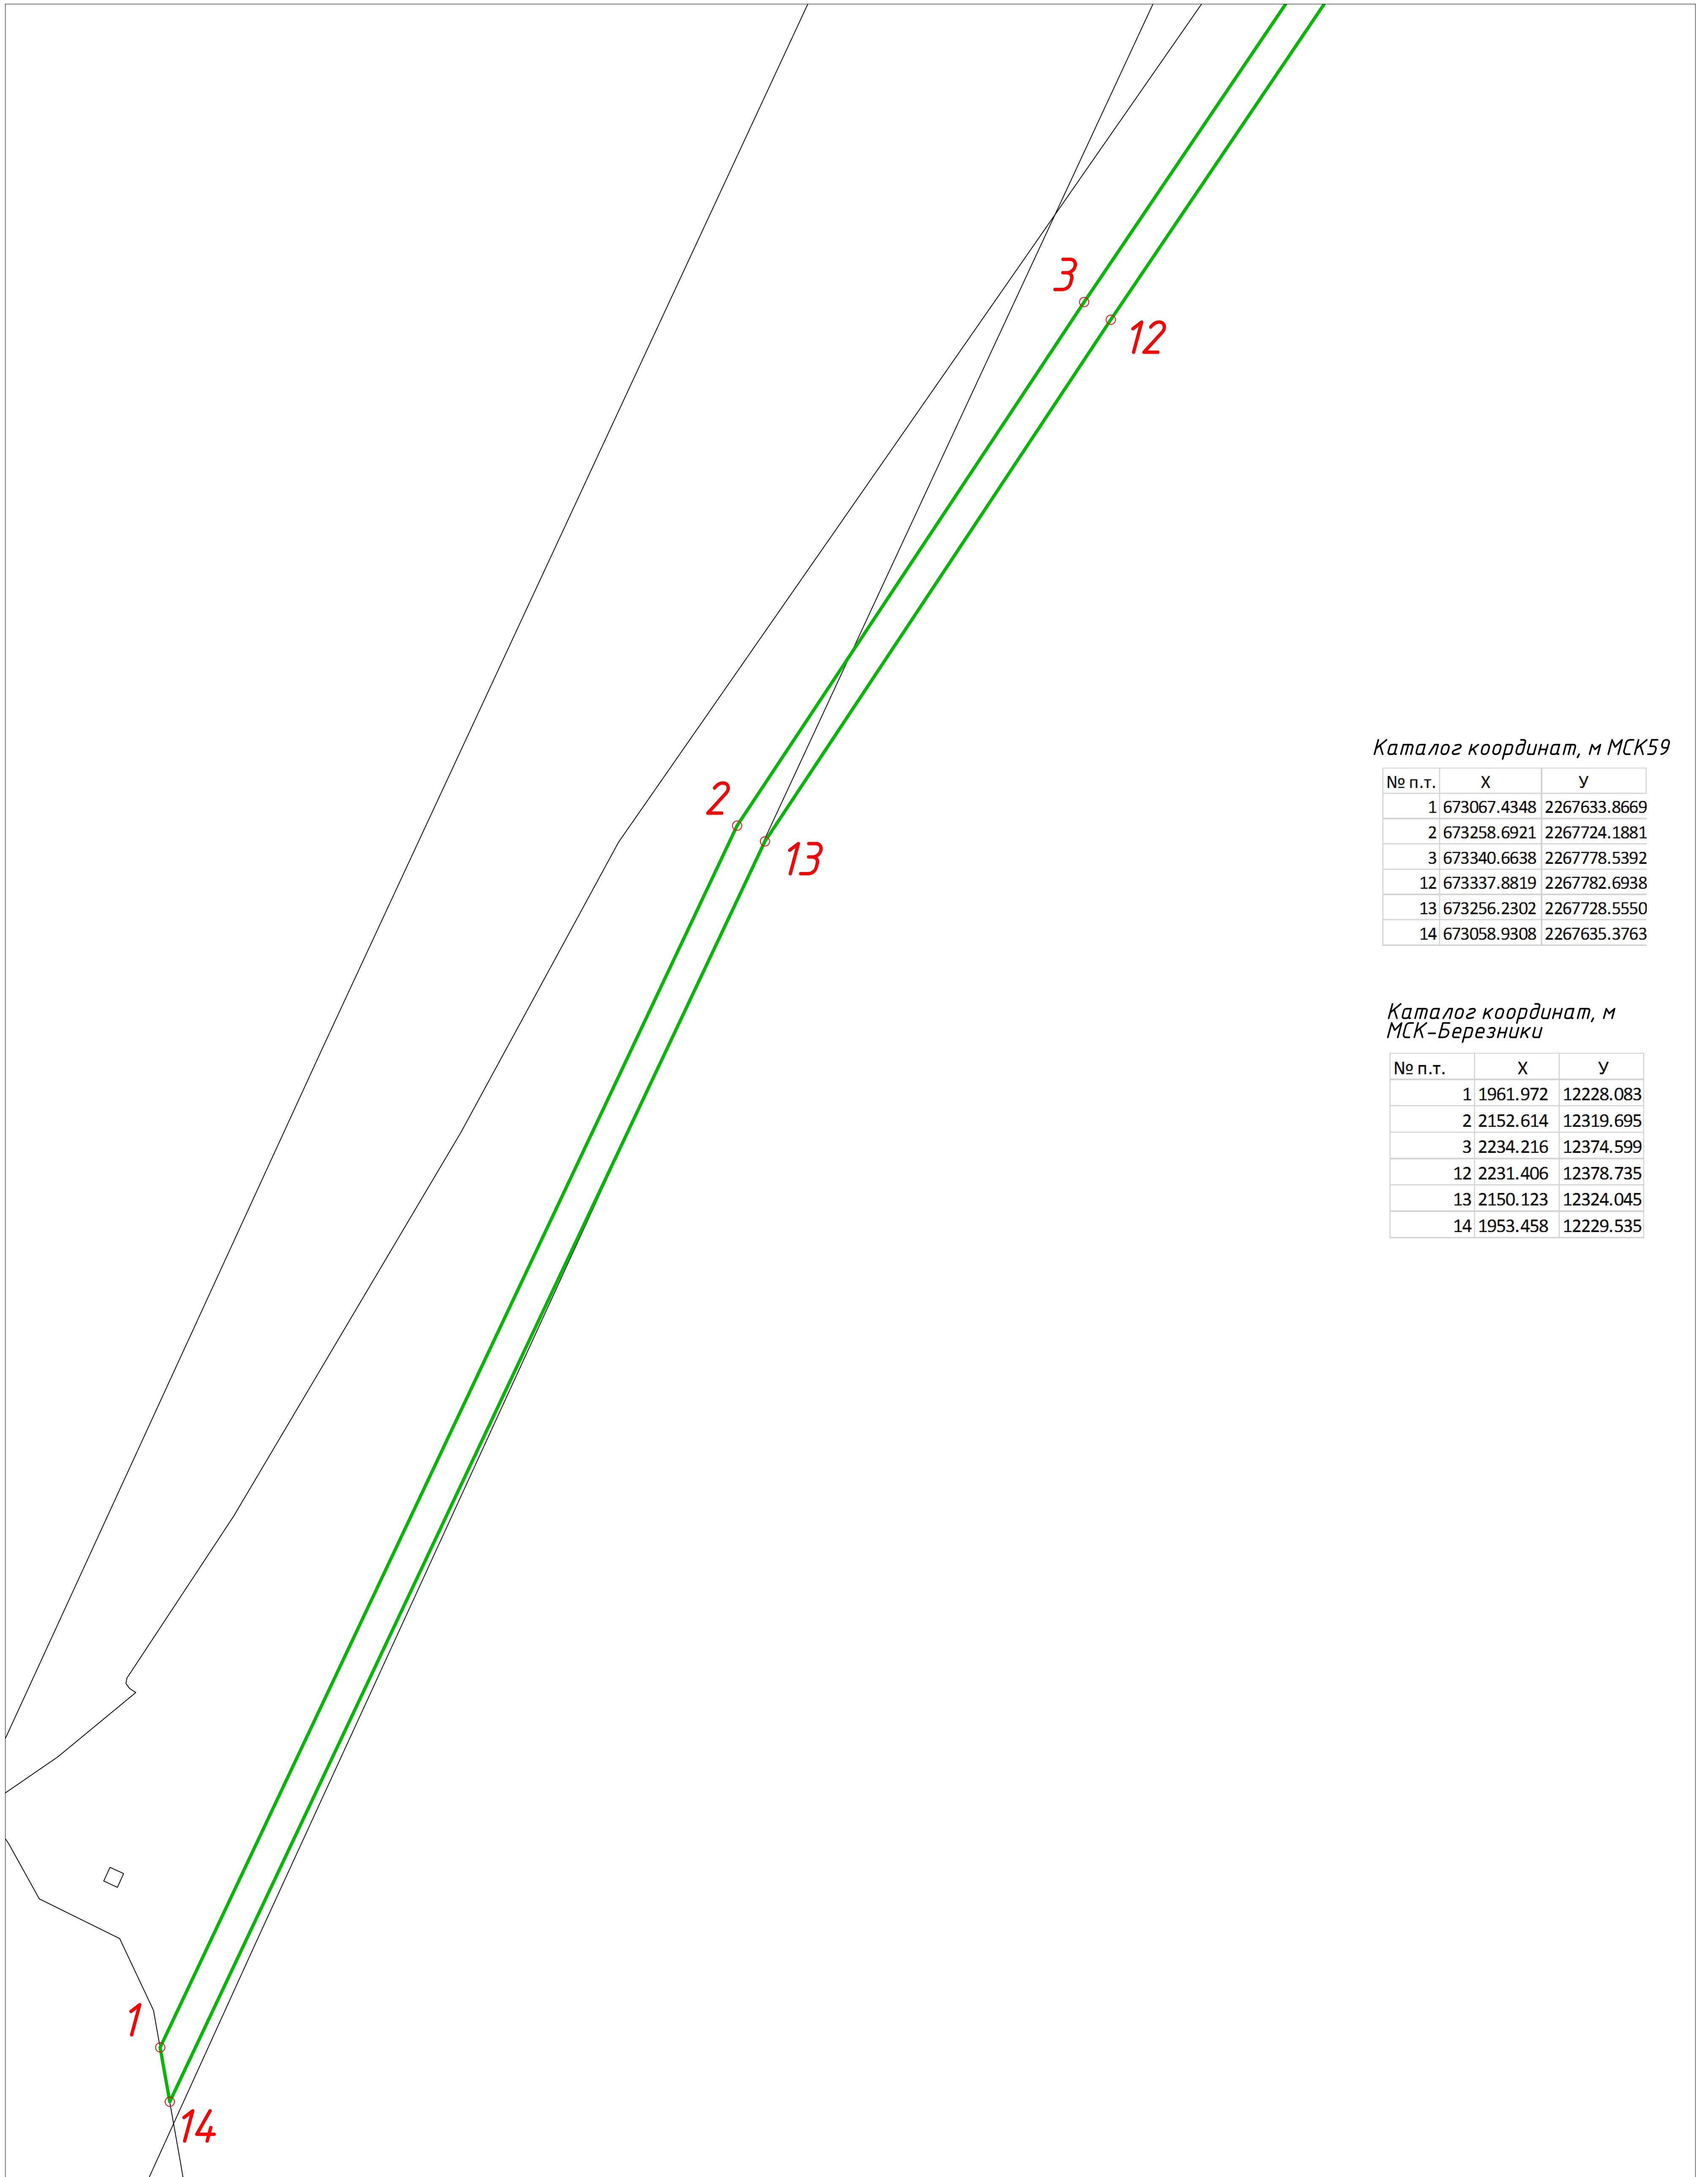 3
12
2
13
Каталог координат, м МСК59
№ п.т. X У
1 673067.4348 2267633.8669
2 673258.6921 2267724.1881
3 673340.6638 2267778.5392
12 673337.8819 2267782.6938
13 673256.2302 2267728.5550
14 673058.9308 2267635.3763
Каталог координат, м
МСК-Березники
№ п.т. X У
1 1961.972 12228.083
2 2152.614 12319.695
3 2234.216 12374.599
12 2231.406 12378.735
13 2150.123 12324.045
14 1953.458 12229.535
1
14